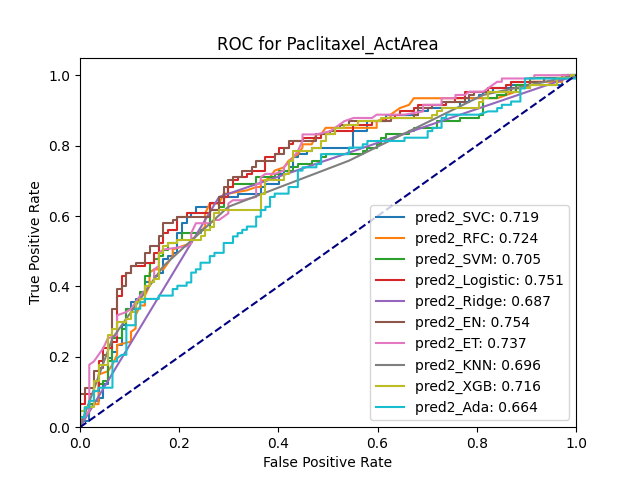 ROC for Paclitaxel_ActArea
True Positive Rate
1.0
0.8
0.6
0.4
0.2
0.0
pred2_SVC: 0.719
pred2_RFC: 0.724
pred2_SVM: 0.705
pred2_Logistic: 0.751
pred2_Ridge: 0.687
pred2_EN: 0.754
pred2_ET: 0.737
pred2_KNN: 0.696
pred2_XGB: 0.716
pred2_Ada: 0.664
0.0 0.2 0.4 0.6 0.8 1.0
False Positive Rate